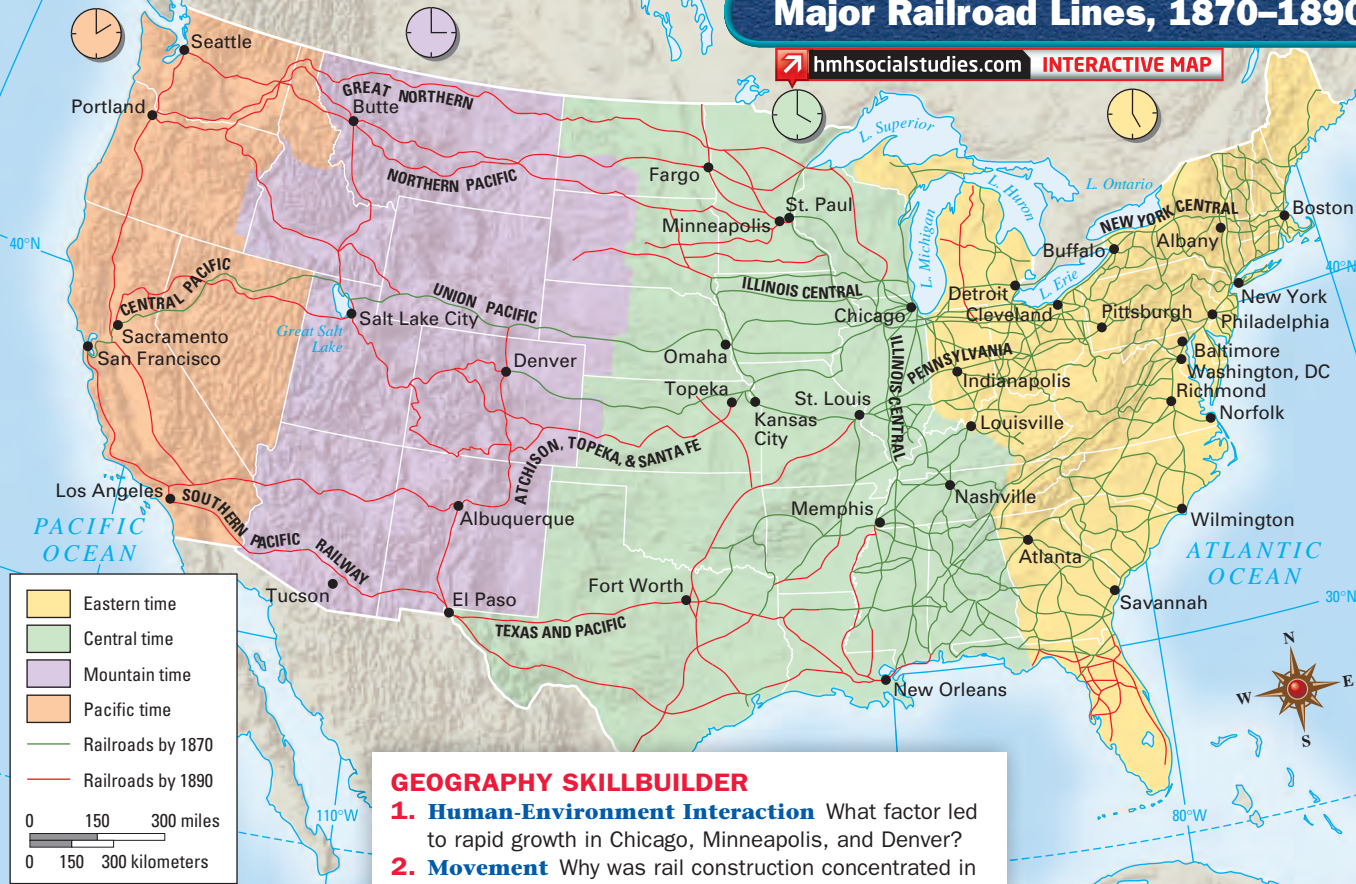 Major Railroad Lines, 1870–1890
hmhsocialstudies.com INTERACTIVE MAP
Seattle
Portland
GREAT NORTHERN
Butte
NORTHERN PACIFIC
Fargo
L. Superior
St. Paul
Minneapolis
L. Michigan
L. Huron
L. Ontario
NEW YORK CENTRAL
Boston
Buffalo
Albany
40°N
40°N
CENTRAL PACIFIC
UNION PACIFIC
ILLINOIS CENTRAL
Detroit
L. Erie
Cleveland
Pittsburgh
New York
Philadelphia
Sacramento
San Francisco
Great Salt
Lake
Salt Lake City
Chicago
Omaha
Denver
ILLINOIS CENTRAL
PENNSYLVANIA
Indianapolis
Baltimore
Washington, DC
Richmond
Norfolk
Topeka
Kansas
City
St. Louis
Louisville
ATCHISON, TOPEKA, & SANTA FE
Los Angeles
SOUTHERN PACIFIC RAILWAY
Albuquerque
Memphis
Nashville
Wilmington
PACIFIC
OCEAN
ATLANTIC
OCEAN
Atlanta
Tucson
El Paso
Fort Worth
Savannah
30°N
TEXAS AND PACIFIC
New Orleans
N
W
E
S
Eastern time
Central time
Mountain time
Pacific time
Railroads by 1870
Railroads by 1890
0 150 300 miles
0 150 300 kilometers
110°W
80°W
GEOGRAPHY SKILLBUILDER
1. Human-Environment Interaction What factor led
to rapid growth in Chicago, Minneapolis, and Denver?
2. Movement Why was rail construction concentrated in